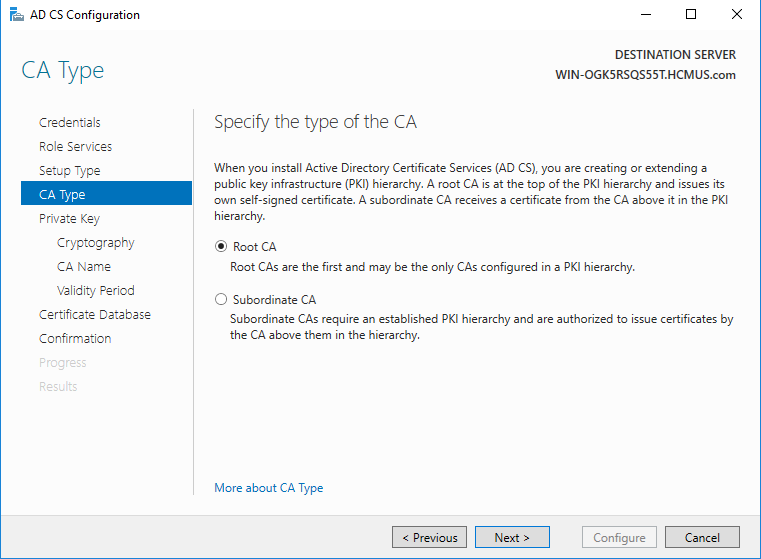 AD CS Configuration
CA Type
DESTINATION SERVER
WIN-OGK5RSQS55T.HCMUS.com
Credentials
Role Services
Setup Type
CA Type
Private Key
Cryptography
CA Name
Validity Period
Certificate Database
Confirmation
Progress
Results
Specify the type of the CA
When you install Active Directory Certificate Services (AD CS), you are creating or extending a
public key infrastructure (PKI) hierarchy. A root CA is at the top of the PKI hierarchy and issues its
own self-signed certificate. A subordinate CA receives a certificate from the CA above it in the PKI
hierarchy.
Root CA
Root CAs are the first and may be the only CAs configured in a PKI hierarchy.
Subordinate CA
Subordinate CAs require an established PKI hierarchy and are authorized to issue certificates by
the CA above them in the hierarchy.
More about CA Type
< Previous
Next >
Configure
Cancel